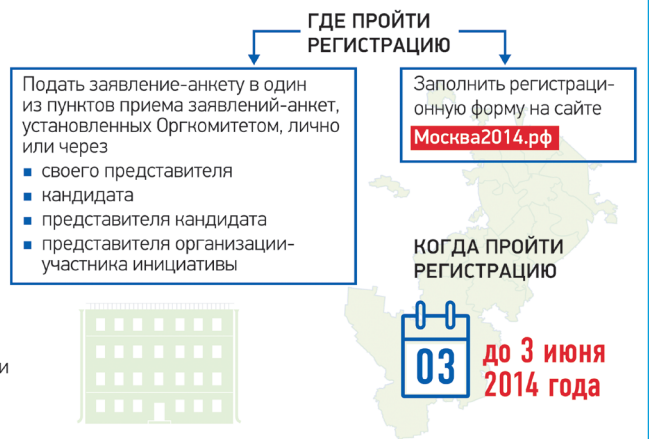 ГДЕ ПРОЙТИ
РЕГИСТРАЦИЮ
Подать заявление-анкету в один
из пунктов приема заявлений-анкет,
установленных Оргкомитетом, лично
или через
своего представителя
кандидата
представителя кандидата
представителя организации-
участника инициативы
Заполнить регистраци-
онную форму на сайте
Москва2014.рф
КОГДА ПРОЙТИ
РЕГИСТРАЦИЮ
03
до 3 июня
2014 года
и